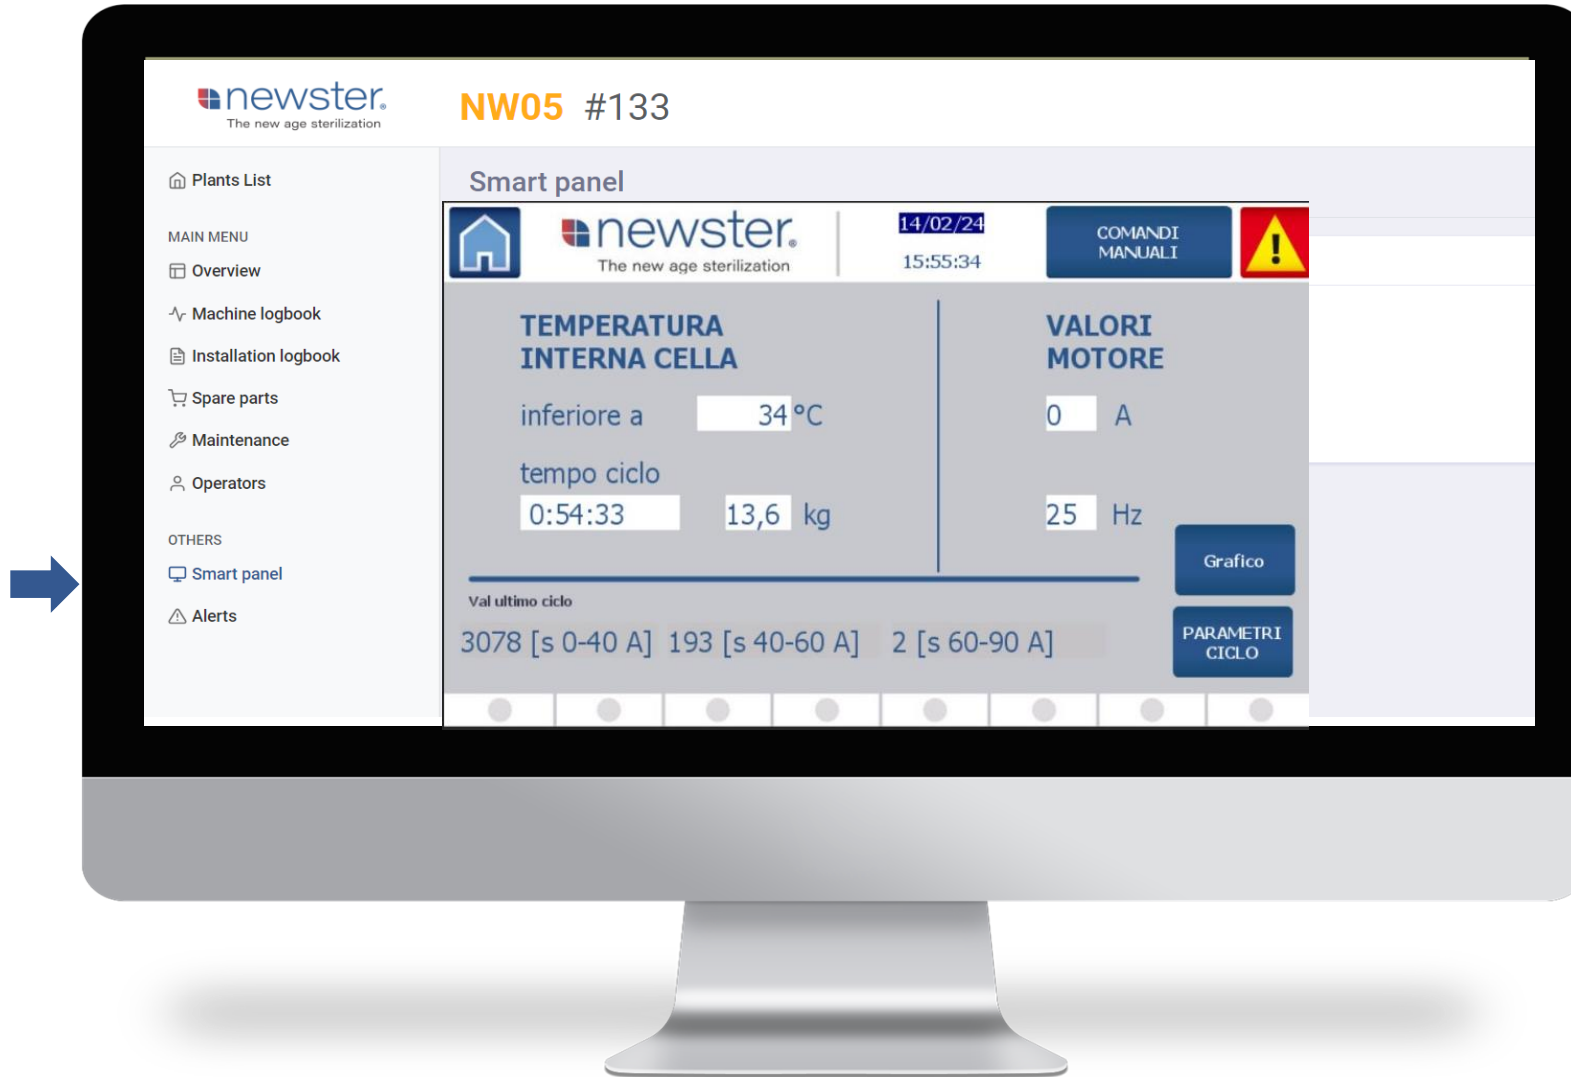 newster®
The new age sterilization
NW05 #133
Plants List
MAIN MENU
Overview
Machine logbook
Installation logbook
Spare parts
Maintenance
Operators
OTHERS
Smart panel
Alerts
Smart panel
newster®
The new age sterilization
14/02/24
15:55:34
COMANDI
MANUALI
TEMPERATURA
INTERNA CELLA
inferiore a 34 °C
tempo ciclo
0:54:33 13,6 kg
VALORI
MOTORE
0 A
25 Hz
Grafico
Val ultimo ciclo
3078 [s 0-40 A] 193 [s 40-60 A] 2 [s 60-90 A]
PARAMETRI
CICLO